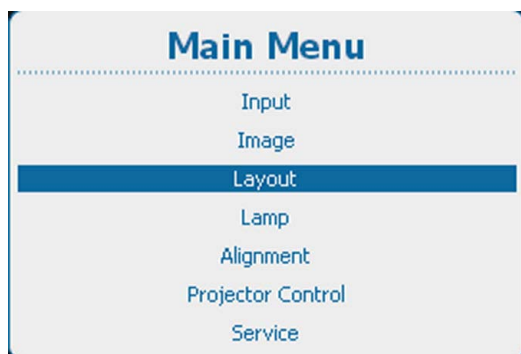 Main Menu
Input
Image
Layout
Lamp
Alignment
Projector Control
Service